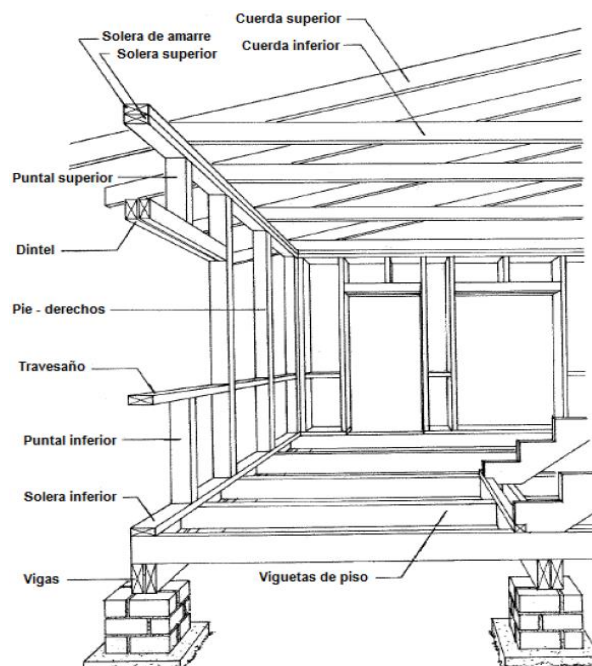 Cuerda superior
Solera de amarre
Cuerda inferior
Solera superior
Puntal superior
Dintel
Pie - derechos
Travesaño
Puntal inferior
Solera inferior
Vigas
Viguetas de piso